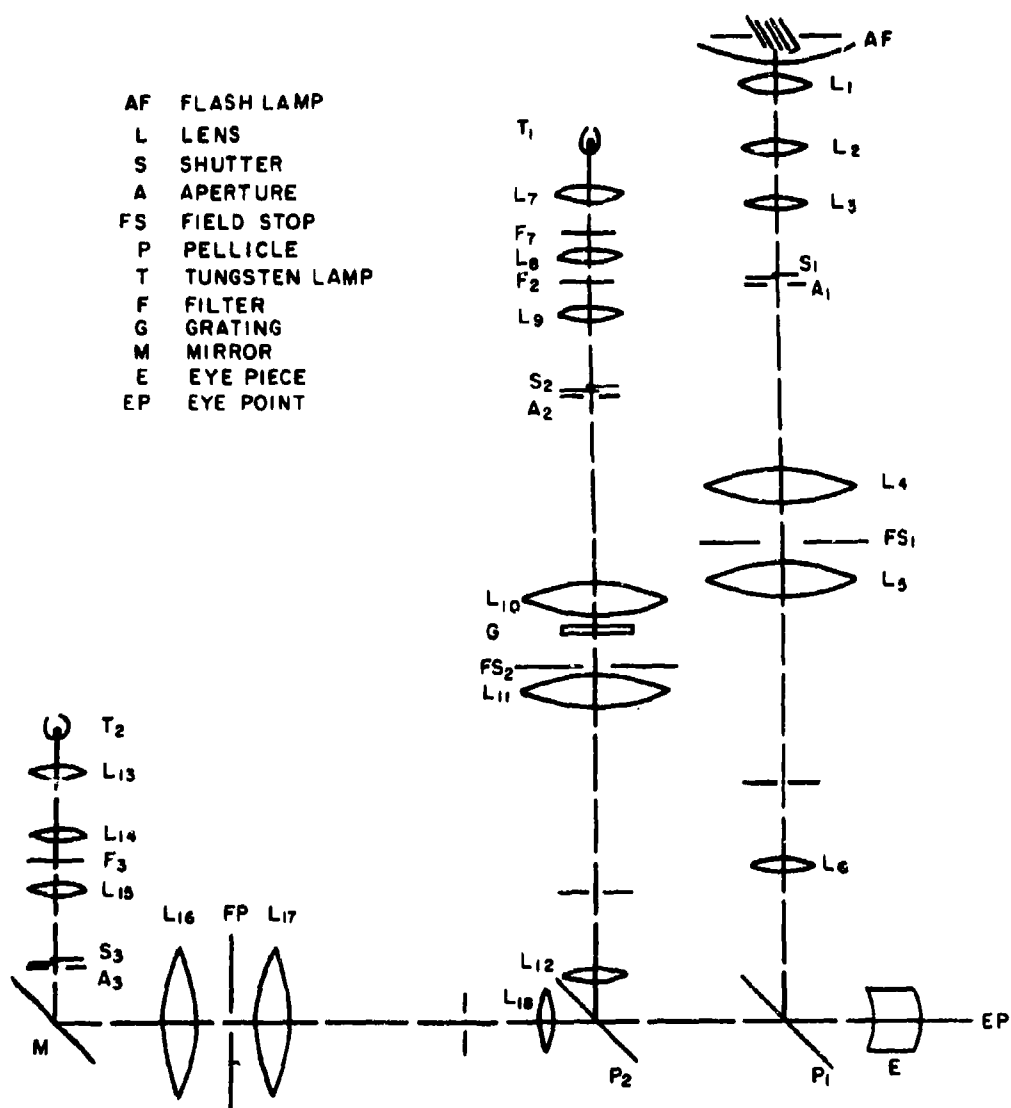 AF FLASH LAMP
L LENS
S SHUTTER
A APERTURE
FS FIELD STOP
P PELLICLE
T TUNGSTEN LAMP
F FILTER
G GRATING
M MIRROR
E EYE PIECE
EP EYE POINT
AF
L1
L2
L3
S1
A1
L4
FS1
L5
L6
T1
L7
F7
L8
F2
L9
S2
A2
L10
G
FS2
L11
L12
T2
L13
L14
F3
L15
S3
A3
M
L16
FP
L17
L18
P2
P1
E
EP